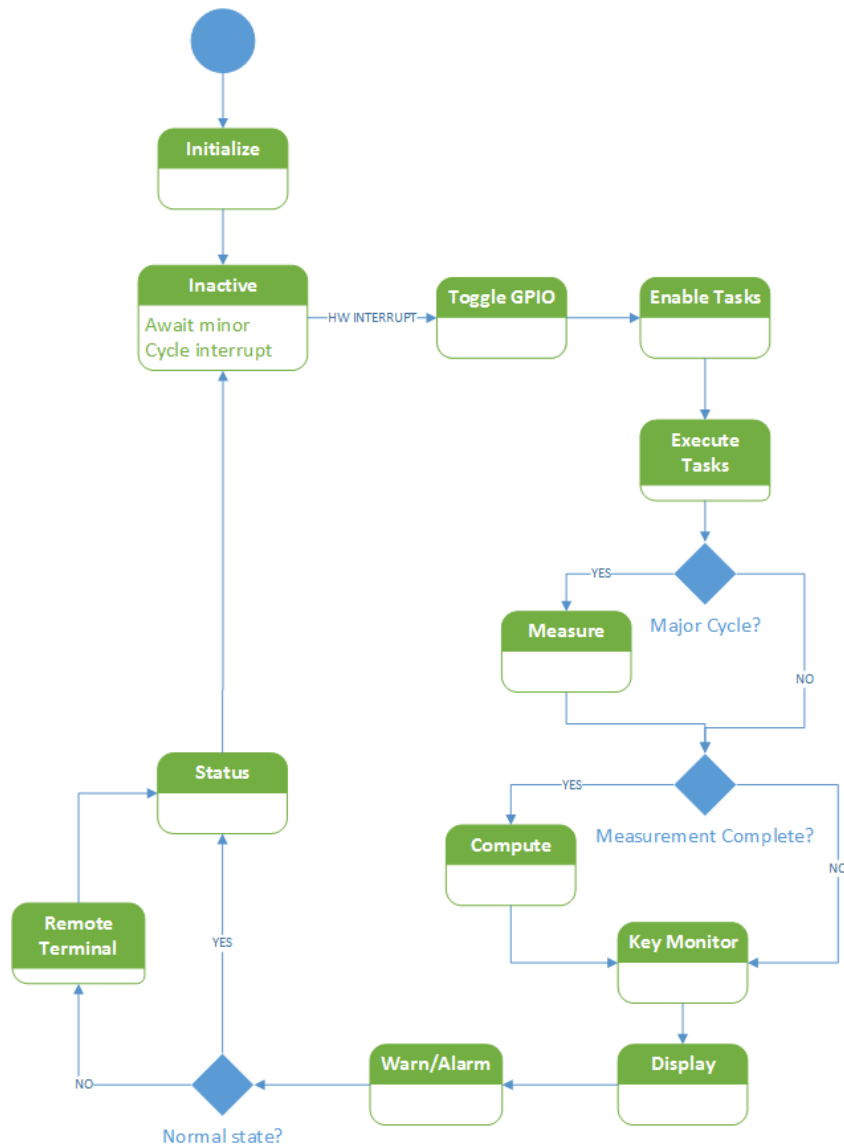 Initialize
Inactive
Await minor
Cycle interrupt
HW INTERRUPT
Toggle GPIO
Enable Tasks
Execute
Tasks
YES
Major Cycle?
NO
Measure
YES
Measurement Complete?
NO
Compute
Key Monitor
Display
Warn/Alarm
Normal state?
NO
YES
Remote
Terminal
Status